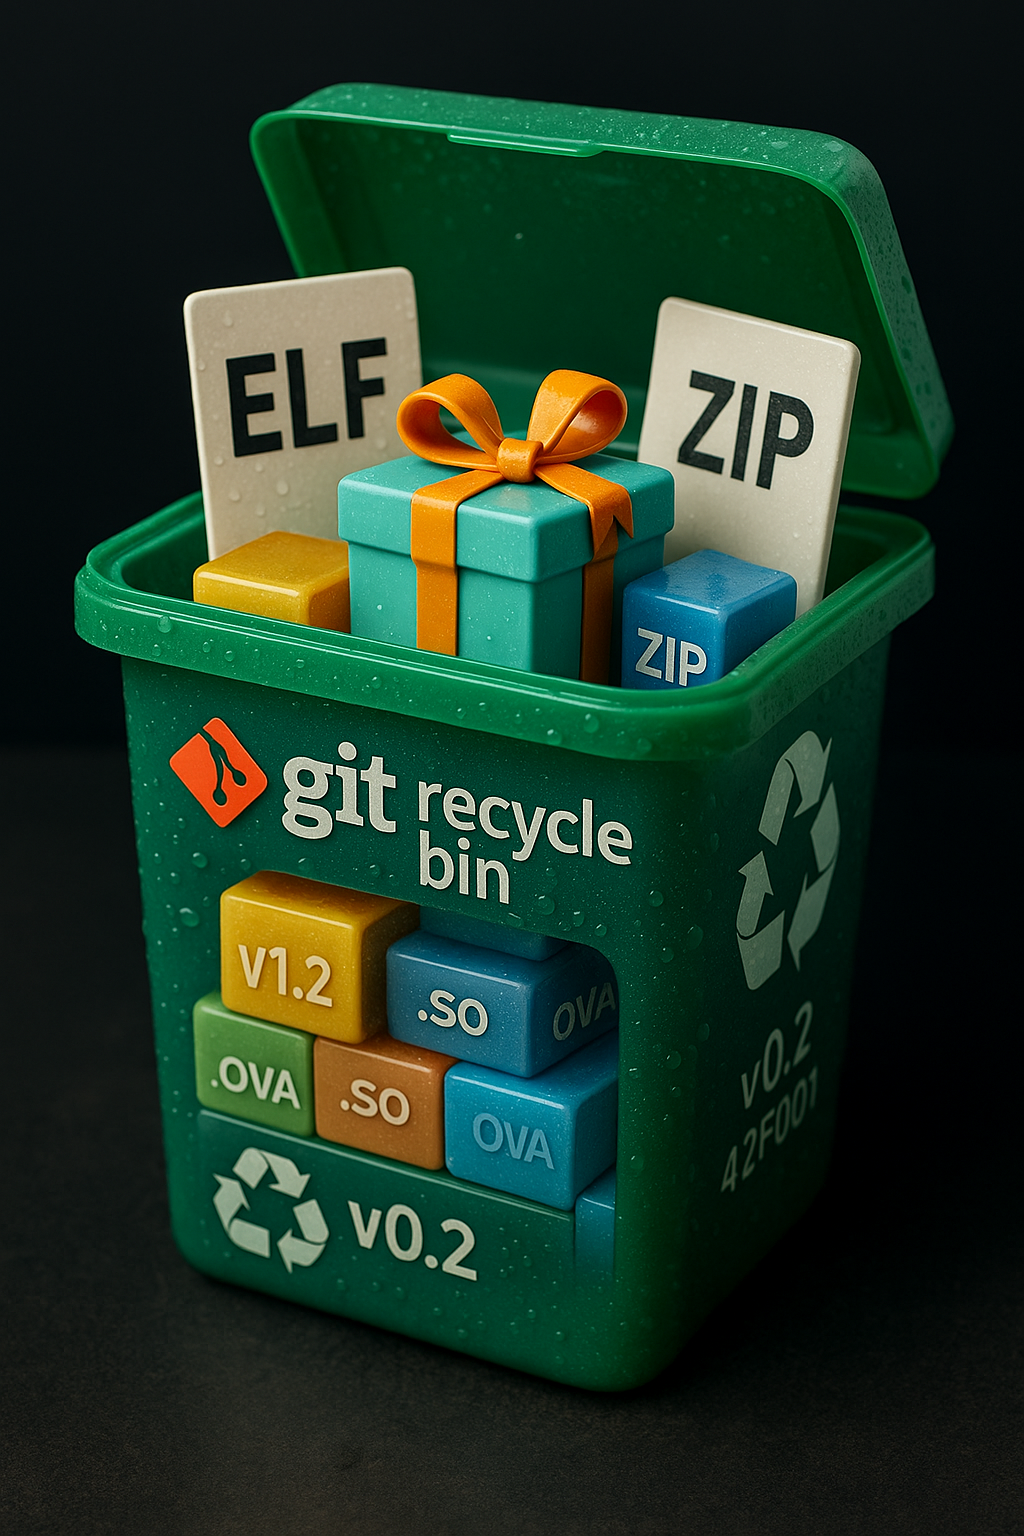 ELF
ZIP
ZIP
git recycle
bin
v1.2
.so
OVA
.OVA
.so
OVA
v0.2
v0.2
42F001